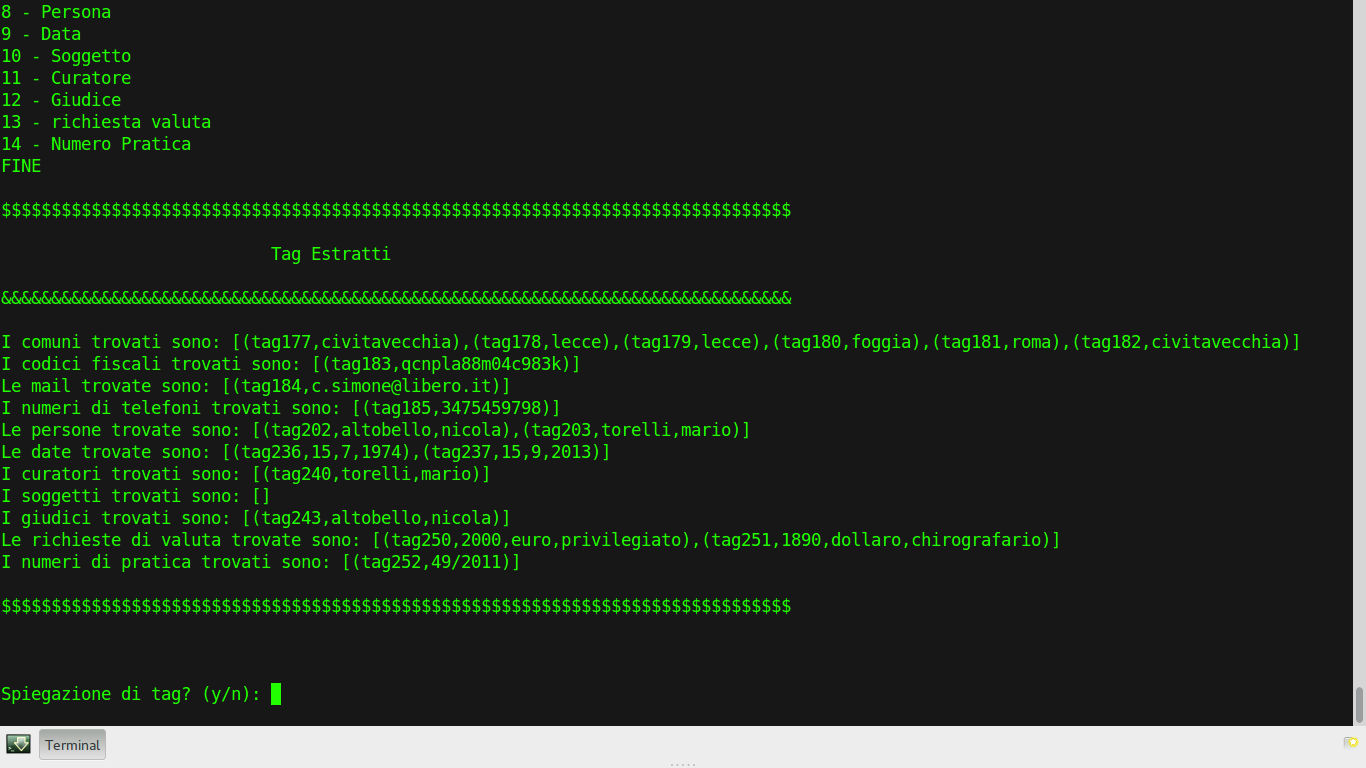 8 - Persona
9 - Data
10 - Soggetto
11 - Curatore
12 - Giudice
13 - richiesta valuta
14 - Numero Pratica
FINE
$$$$$$$$$$$$$$$$$$$$$$$$$$$$$$$$$$$$$$$$$$$$$$$$$$$$$$$$$$$$$$$$$$$$$$$$$$$$$$$
Tag Estratti
&&&&&&&&&&&&&&&&&&&&&&&&&&&&&&&&&&&&&&&&&&&&&&&&&&&&&&&&&&&&&&&&&&&&&&&&&&&&&&&
I comuni trovati sono: [(tag177,civitavecchia),(tag178,lecce),(tag179,lecce),(tag180,foggia),(tag181,roma),(tag182,civitavecchia)]
I codici fiscali trovati sono: [(tag183,qcnpla88m04c983k)]
Le mail trovate sono: [(tag184,c.simone@libero.it)]
I numeri di telefoni trovati sono: [(tag185,3475459798)]
Le persone trovate sono: [(tag202,altobello,nicola),(tag203,torelli,mario)]
Le date trovate sono: [(tag236,15,7,1974),(tag237,15,9,2013)]
I curatori trovati sono: [(tag240,torelli,mario)]
I soggetti trovati sono: []
I giudici trovati sono: [(tag243,altobello,nicola)]
Le richieste di valuta trovate sono: [(tag250,2000,euro,privilegiato),(tag251,1890,dollaro,chirografario)]
I numeri di pratica trovati sono: [(tag252,49/2011)]
$$$$$$$$$$$$$$$$$$$$$$$$$$$$$$$$$$$$$$$$$$$$$$$$$$$$$$$$$$$$$$$$$$$$$$$$$$$$$$$
Spiegazione di tag? (y/n):
Terminal